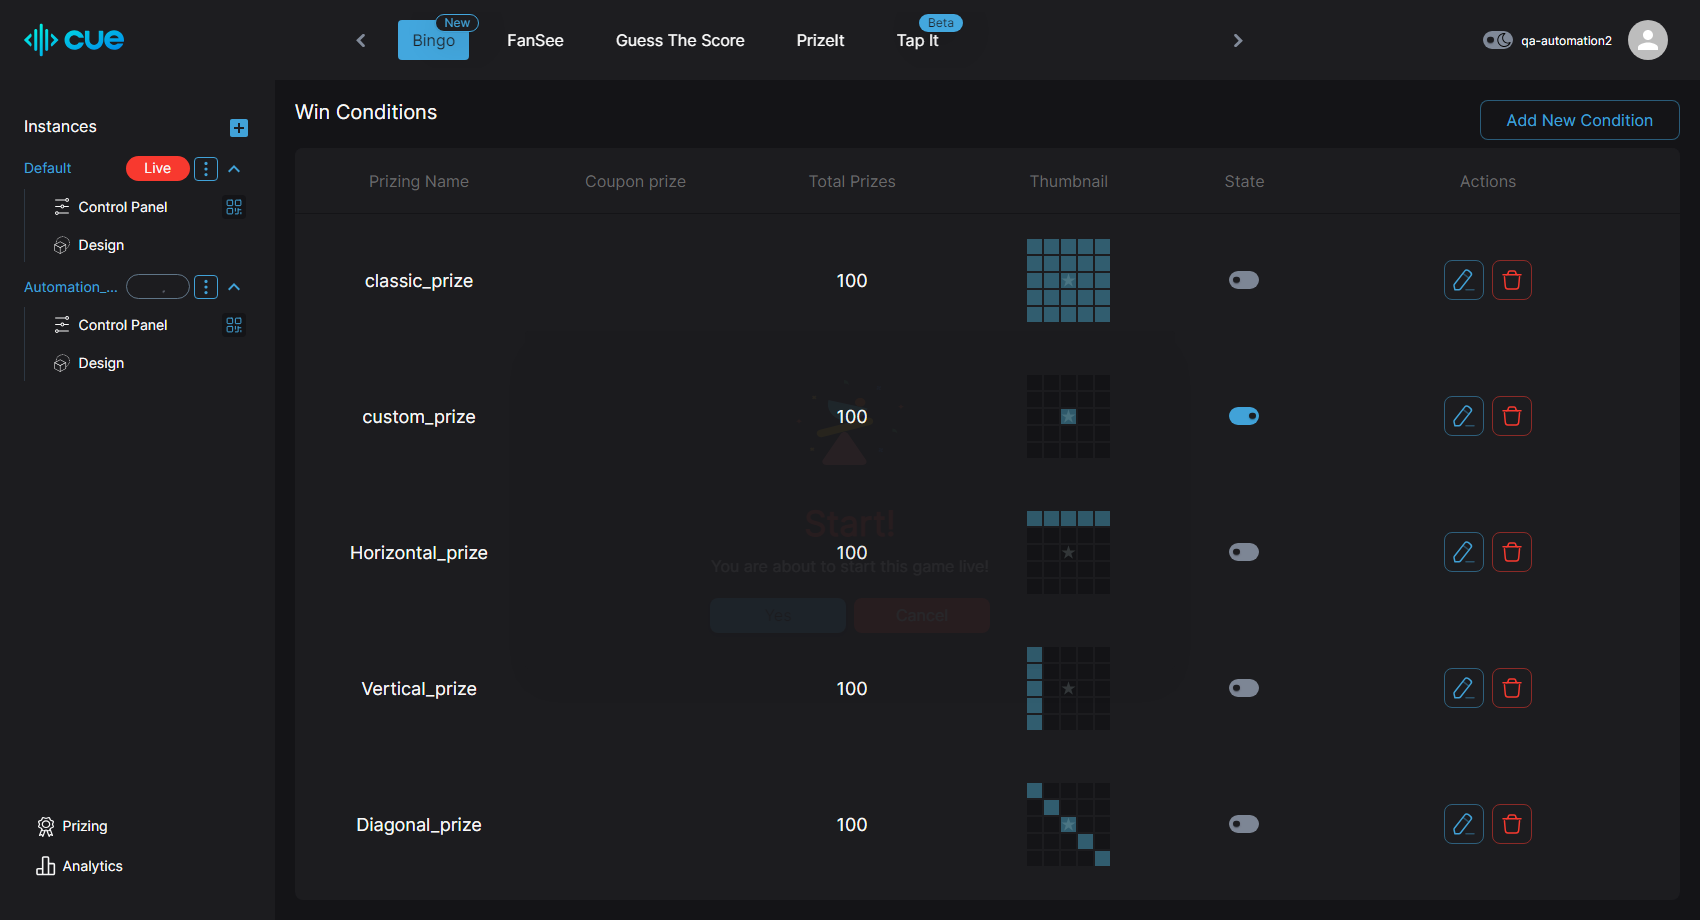 cue
New
Bingo
FanSee
Guess The Score
PrizeIt
Beta
Tap It
qa-automation2
Instances
Default
Live
Control Panel
Design
Automation_...
Control Panel
Design
Prizing
Analytics
Win Conditions
Add New Condition
Prizing Name Coupon prize Total Prizes Thumbnail State Actions
classic_prize 100
custom_prize 100
Start!
Horizontal_prize 100
You are about to start this game live!
Yes Cancel
Vertical_prize 100
Diagonal_prize 100